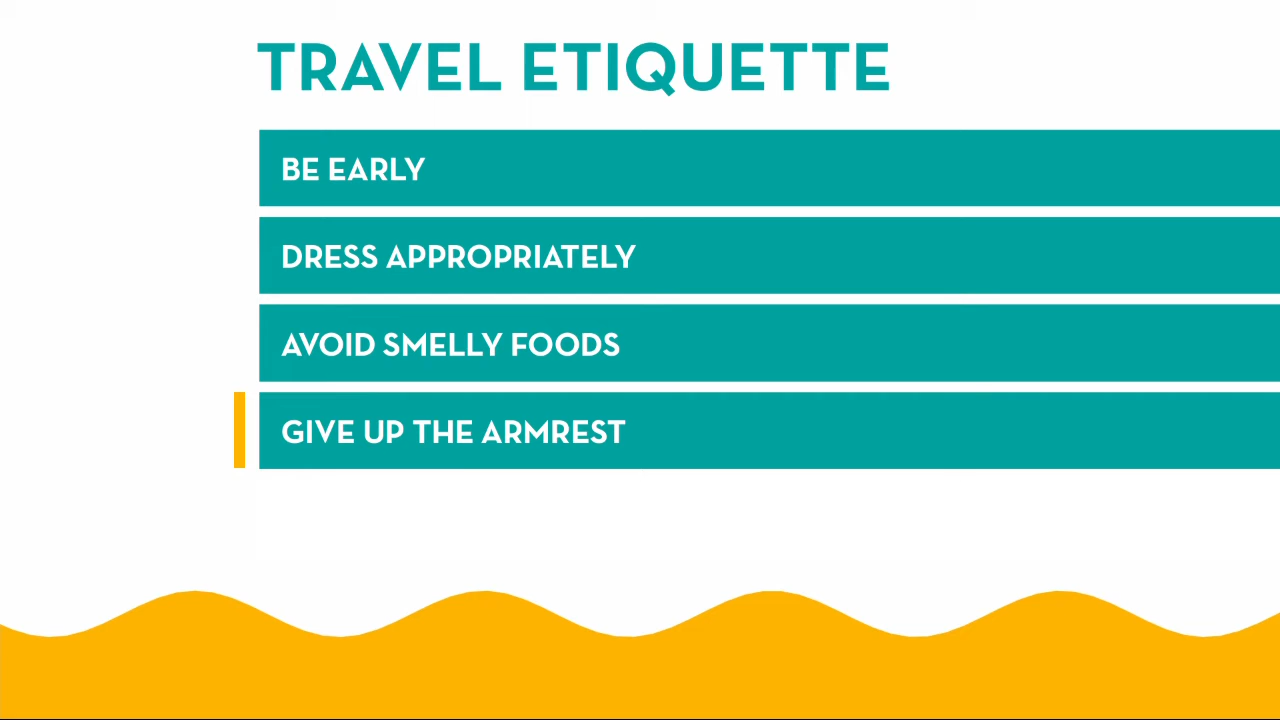 TRAVEL ETIQUETTE
BE EARLY
DRESS APPROPRIATELY
AVOID SMELLY FOODS
GIVE UP THE ARMREST